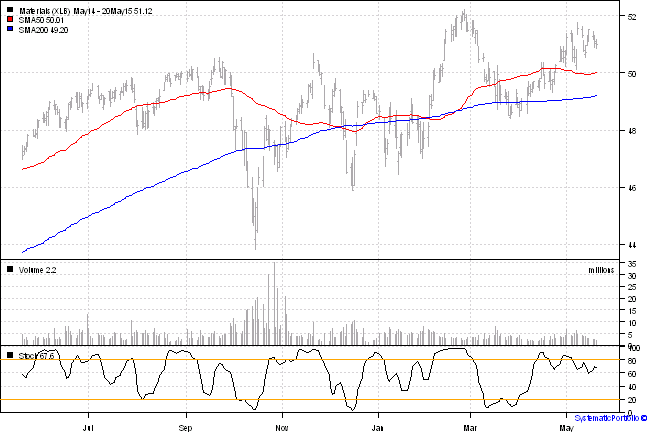 Materials (XLB) May14 - 20May15 51.12
SMA50 50.01
SMA200 49.20
52
50
48
46
44
Volume 2.2
millions
35
30
25
20
15
10
5
0
Stoch 67.6
100
80
60
40
20
0
Jul Sep Nov Jan Mar May
SystematicPortfolio ©